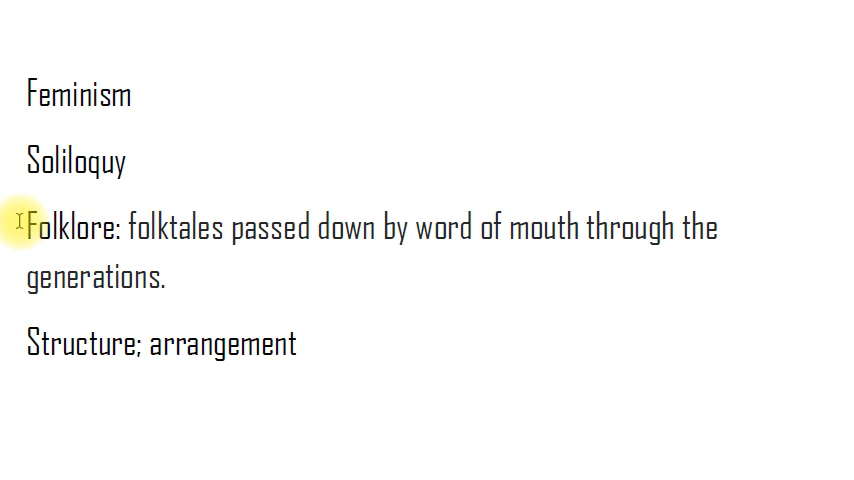 Feminism
Soliloquy
Folklore: folktales passed down by word of mouth through the
generations.
Structure; arrangement